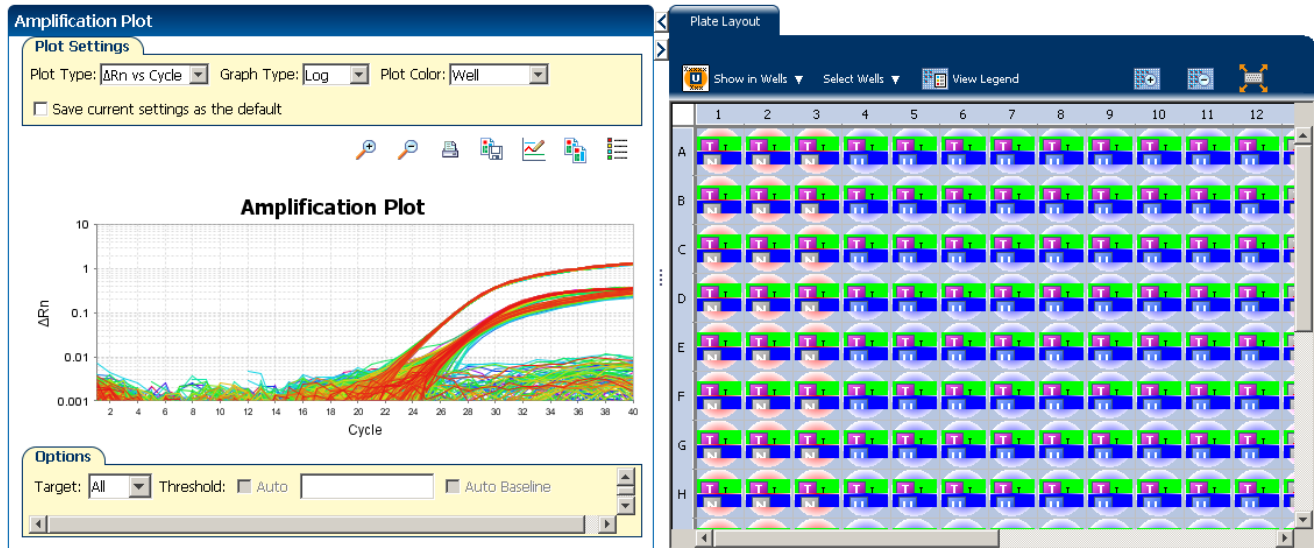 Amplification Plot
Plot Settings
Plot Type: ΔRn vs Cycle Graph Type: Log Plot Color: Well
Save current settings as the default
Amplification Plot
10
1
0.1
0.01
0.001
ΔRn
2 4 6 8 10 12 14 16 18 20 22 24 26 28 30 32 34 36 38 40
Cycle
Options
Target: All Threshold: Auto Auto Baseline
Plate Layout
U
Show in Wells ▼ Select Wells ▼ View Legend
1 2 3 4 5 6 7 8 9 10 11 12
A T T T T T T T T T T T T
N N N U U U U U U U U U
B T T T T T T T T T T T T
N N N U U U U U U U U U
C T T T T T T T T T T T T
N N N U U U U U U U U U
D T T T T T T T T T T T T
N N N U U U U U U U U U
E T T T T T T T T T T T T
N N N U U U U U U U U U
F T T T T T T T T T T T T
N N N U U U U U U U U U
G T T T T T T T T T T T T
N N N U U U U U U U U U
H T T T T T T T T T T T T
N N N U U U U U U U U U